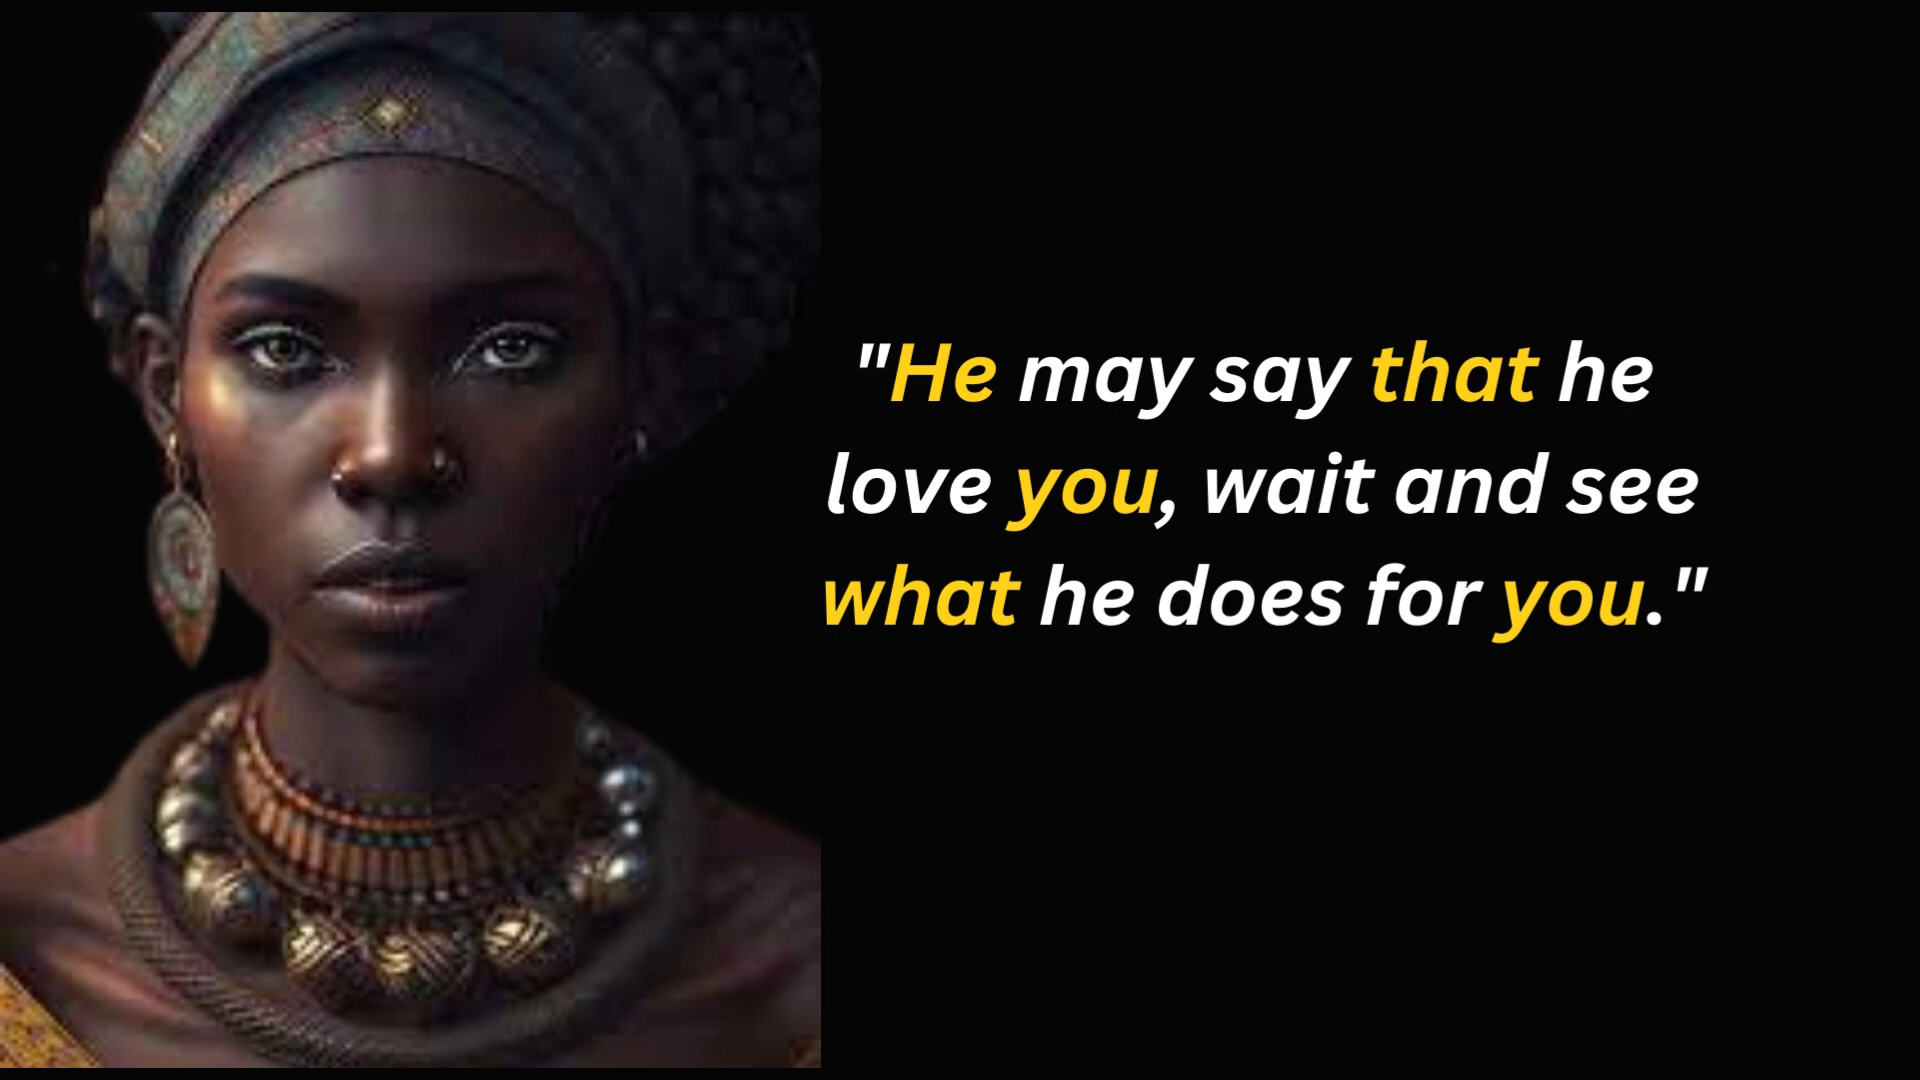 "He may say that he
love you, wait and see
what he does for you."